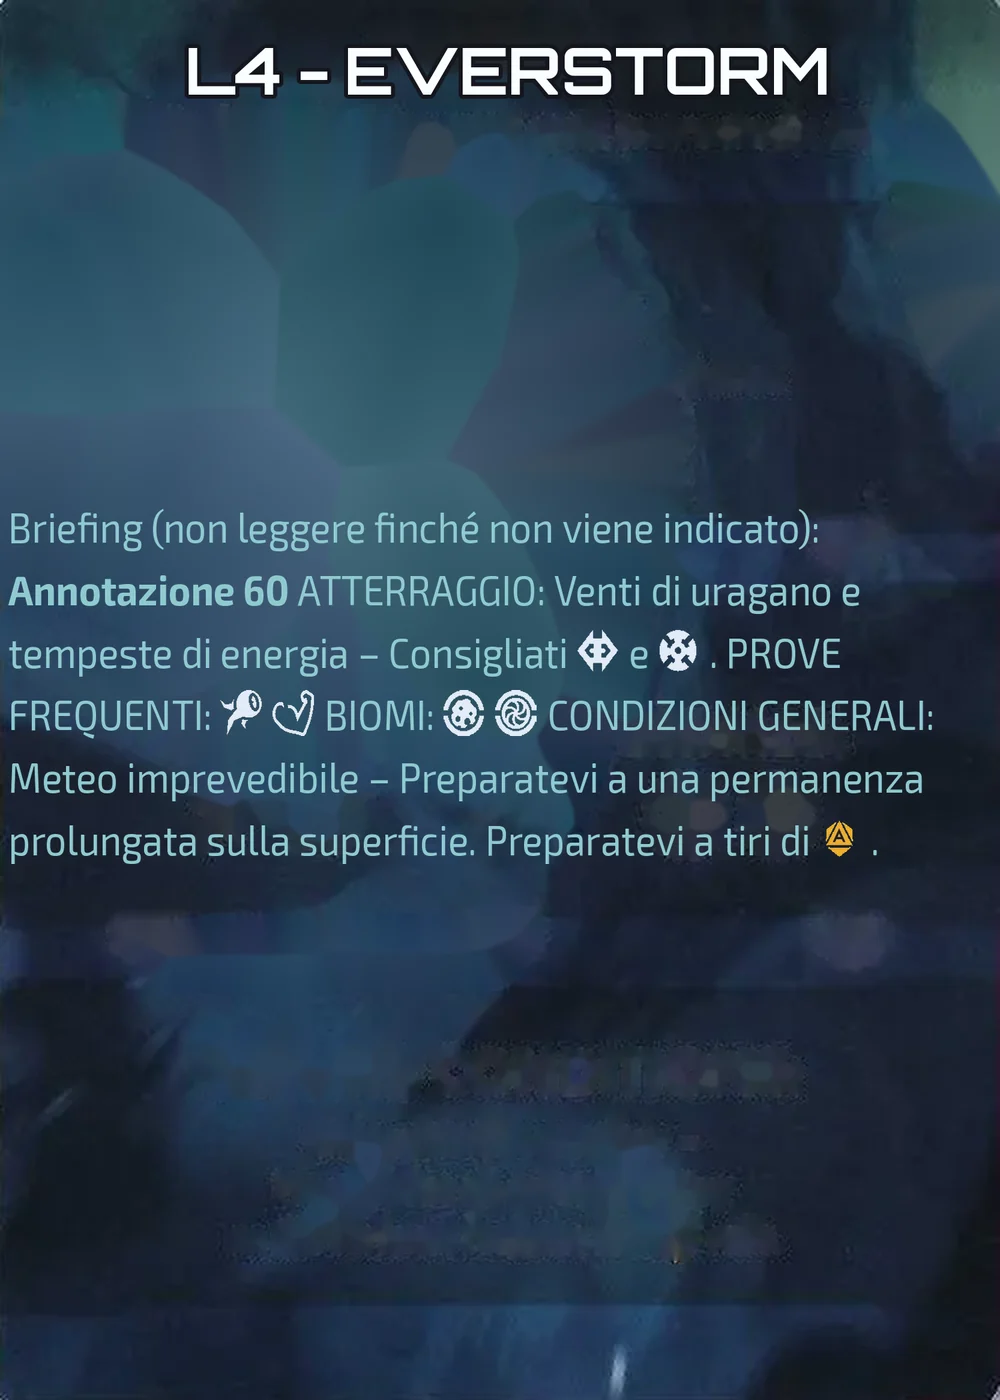 L4 - EVERSTORM
Briefing (non leggere finché non viene indicato):
Annotazione 60 ATTERRAGGIO: Venti di uragano e
tempeste di energia – Consigliati e . PROVE
FREQUENTI: BIOMI: CONDIZIONI GENERALI:
Meteo imprevedibile – Preparatevi a una permanenza
prolungata sulla superficie. Preparatevi a tiri di A .